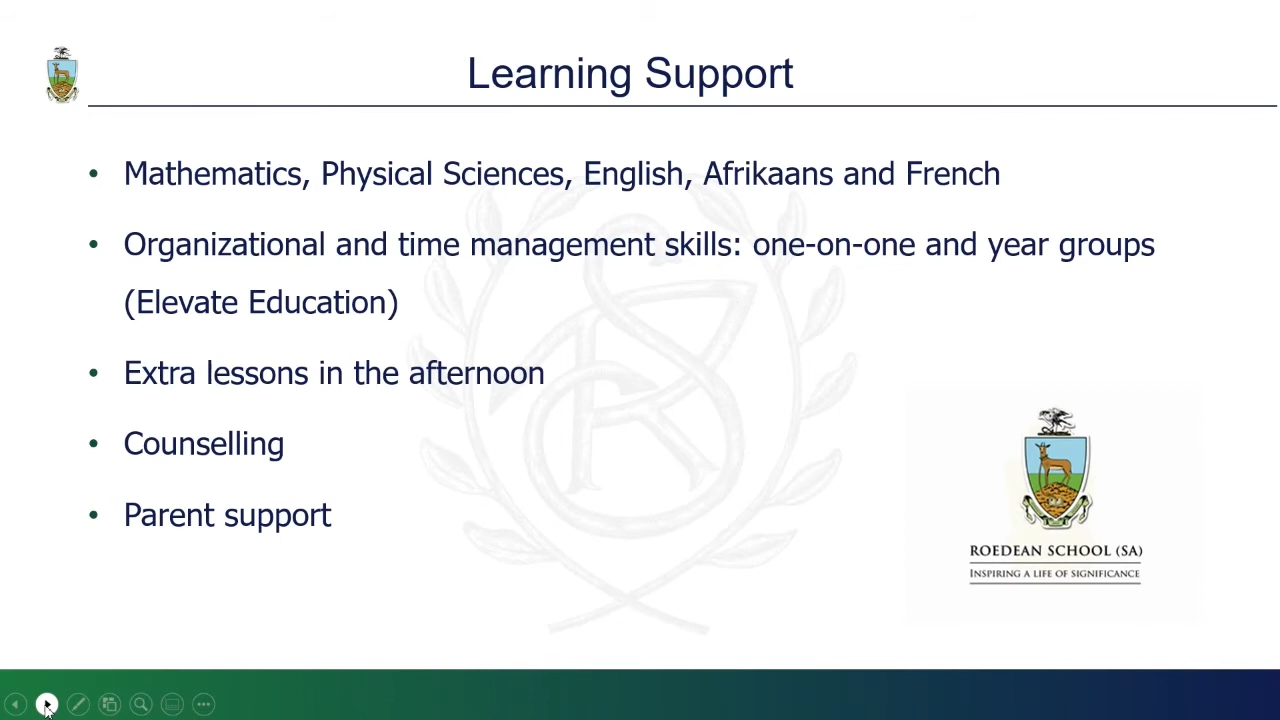 Learning Support
• Mathematics, Physical Sciences, English, Afrikaans and French
• Organizational and time management skills: one-on-one and year groups
(Elevate Education)
• Extra lessons in the afternoon
• Counselling
• Parent support
ROEDEAN SCHOOL (SA)
INSPIRING A LIFE OF SIGNIFICANCE